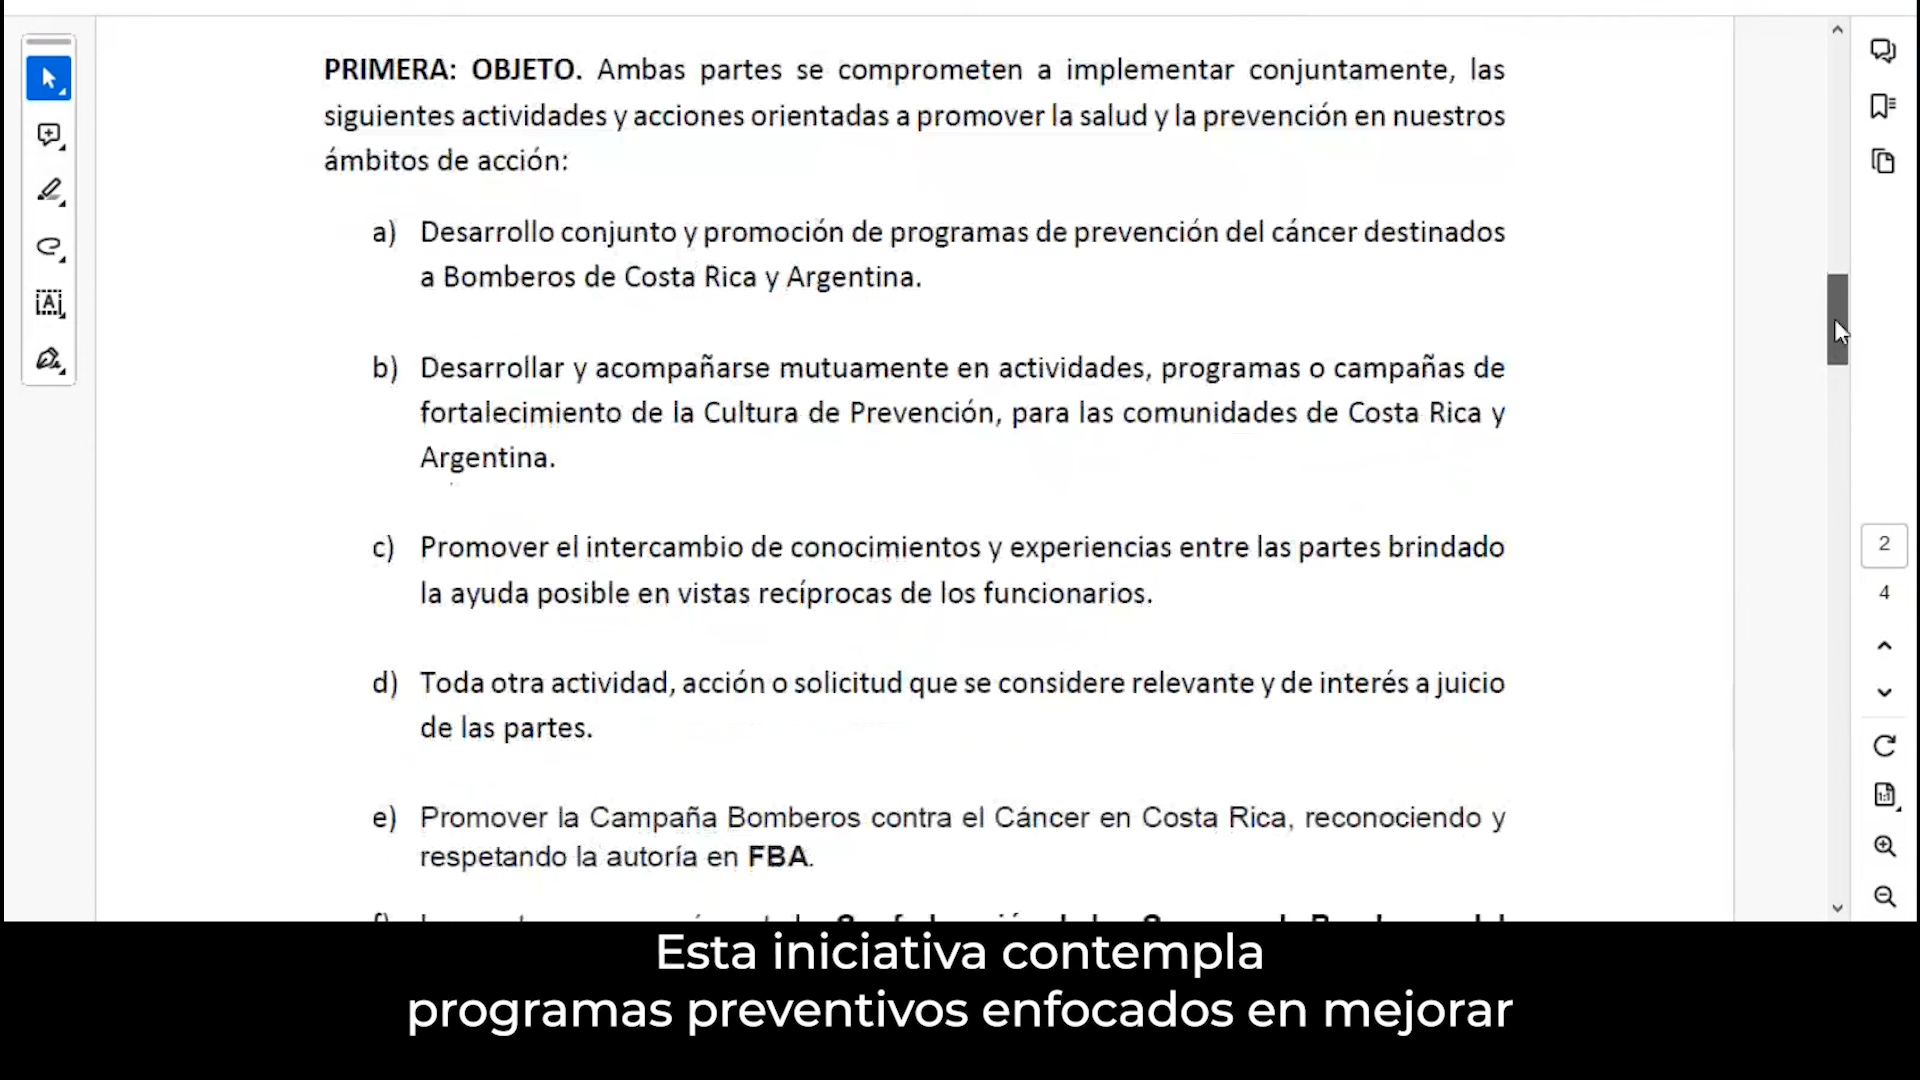 PRIMERA: OBJETO. Ambas partes se comprometen a implementar conjuntamente, las
siguientes actividades y acciones orientadas a promover la salud y la prevención en nuestros
ámbitos de acción:
a) Desarrollo conjunto y promoción de programas de prevención del cáncer destinados
a Bomberos de Costa Rica y Argentina.
b) Desarrollar y acompañarse mutuamente en actividades, programas o campañas de
fortalecimiento de la Cultura de Prevención, para las comunidades de Costa Rica y
Argentina.
c) Promover el intercambio de conocimientos y experiencias entre las partes brindado
la ayuda posible en vistas recíprocas de los funcionarios.
d) Toda otra actividad, acción o solicitud que se considere relevante y de interés a juicio
de las partes.
e) Promover la Campaña Bomberos contra el Cáncer en Costa Rica, reconociendo y
respetando la autoría en FBA.
2
4
Esta iniciativa contempla
programas preventivos enfocados en mejorar